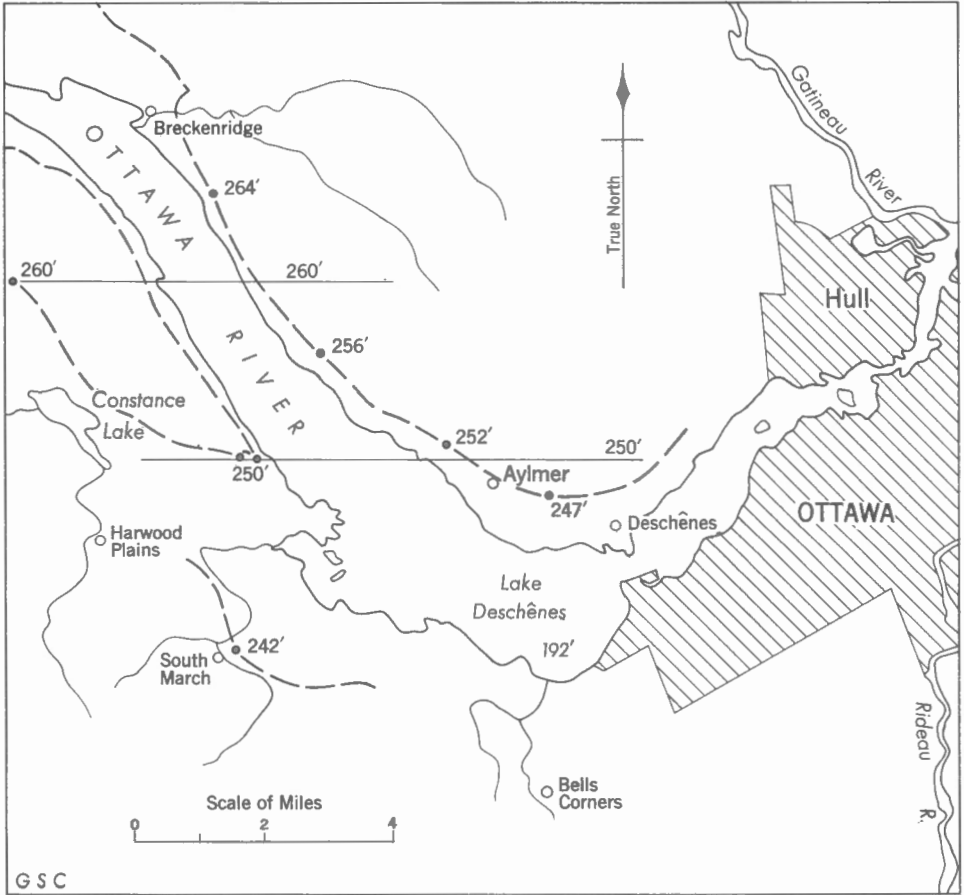 Gatineau
River
Breckenridge
OTTAWA
264'
True North
260'
260'
Hull
RIVER
256'
Constance
Lake
252'
250'
250'
Aylmer
247'
OTTAWA
Deschênes
Harwood
Plains
Lake
Deschênes
192'
242'
South
March
Rideau
R.
Bells
Corners
Scale of Miles
0 2 4
GSC